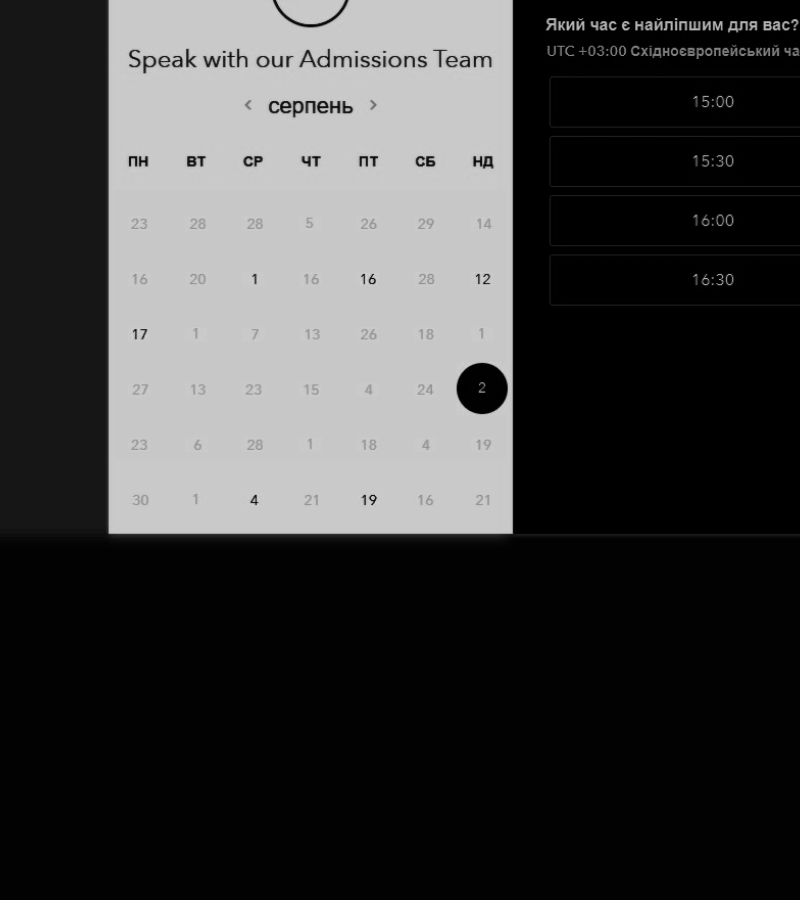 Speak with our Admissions Team
< серпень >
ПН ВТ СР ЧТ ПТ СБ НД
23 28 28 5 26 29 14
16 20 1 16 16 28 12
17 1 7 13 26 18 1
27 13 23 15 4 24 2
23 6 28 1 18 4 19
30 1 4 21 19 16 21
Який час є найліпшим для вас?
UTC +03:00 Східноєвропейський ча
15:00
15:30
16:00
16:30